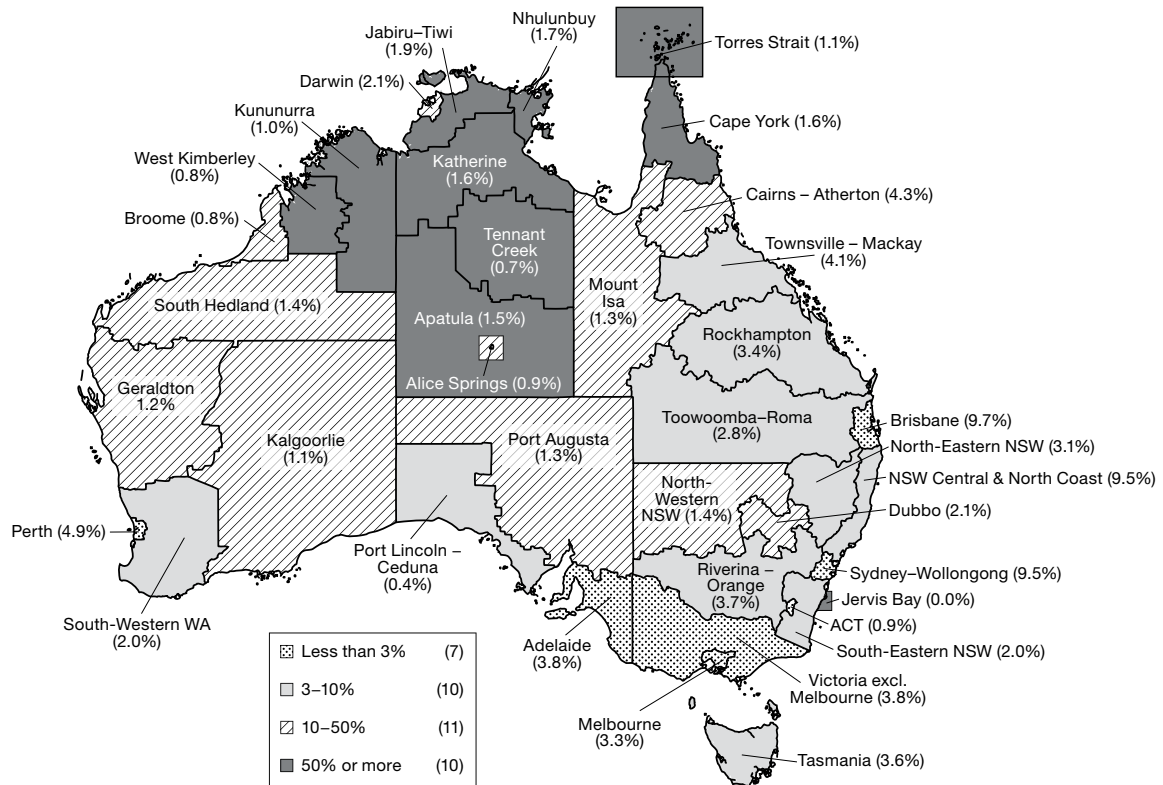 Nhulunbuy
(1.7%)
Jabiru–Tiwi
(1.9%)
Torres Strait (1.1%)
Darwin (2.1%)
Kununurra
(1.0%)
Cape York (1.6%)
West Kimberley
(0.8%)
Katherine
(1.6%)
Cairns – Atherton (4.3%)
Broome (0.8%)
Tennant
Creek
(0.7%)
Townsville – Mackay
(4.1%)
Mount
Isa
(1.3%)
South Hedland (1.4%)
Apatula (1.5%)
Rockhampton
(3.4%)
Alice Springs (0.9%)
Geraldton
1.2%
Toowoomba–Roma
(2.8%)
Brisbane (9.7%)
Kalgoorlie
(1.1%)
Port Augusta
(1.3%)
North-Eastern NSW (3.1%)
NSW Central & North Coast (9.5%)
North-
Western
NSW (1.4%)
Dubbo (2.1%)
Perth (4.9%)
Port Lincoln –
Ceduna
(0.4%)
Riverina –
Orange
(3.7%)
Sydney–Wollongong (9.5%)
Jervis Bay (0.0%)
ACT (0.9%)
South-Western WA
(2.0%)
Adelaide
(3.8%)
South-Eastern NSW (2.0%)
Victoria excl.
Melbourne (3.8%)
Melbourne
(3.3%)
Tasmania (3.6%)
Less than 3% (7)
3–10% (10)
10–50% (11)
50% or more (10)